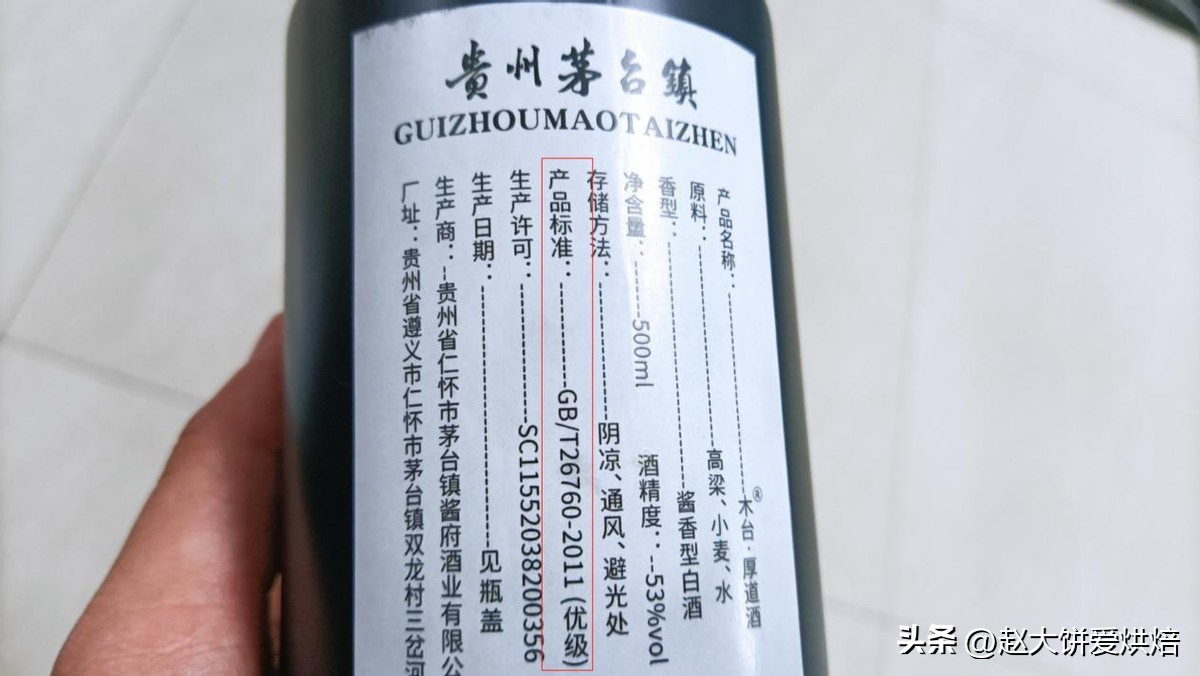 贵州茅台鎮
GUIZHOUMAOTAIZHEN
产品名称：木台·厚道酒®
原料：高粱、小麦、水
香型：酱香型白酒
净含量：500ml 酒精度：53%vol
存储方法：阴凉、通风、避光处
产品标准：GB/T26760-2011(优级)
生产许可：SC11552038200356
生产日期：见瓶盖
生产商：贵州省仁怀市茅台镇酱府酒业有限公
厂址：贵州省遵义市仁怀市茅台镇双龙村三岔河
头条 @赵大饼爱烘焙